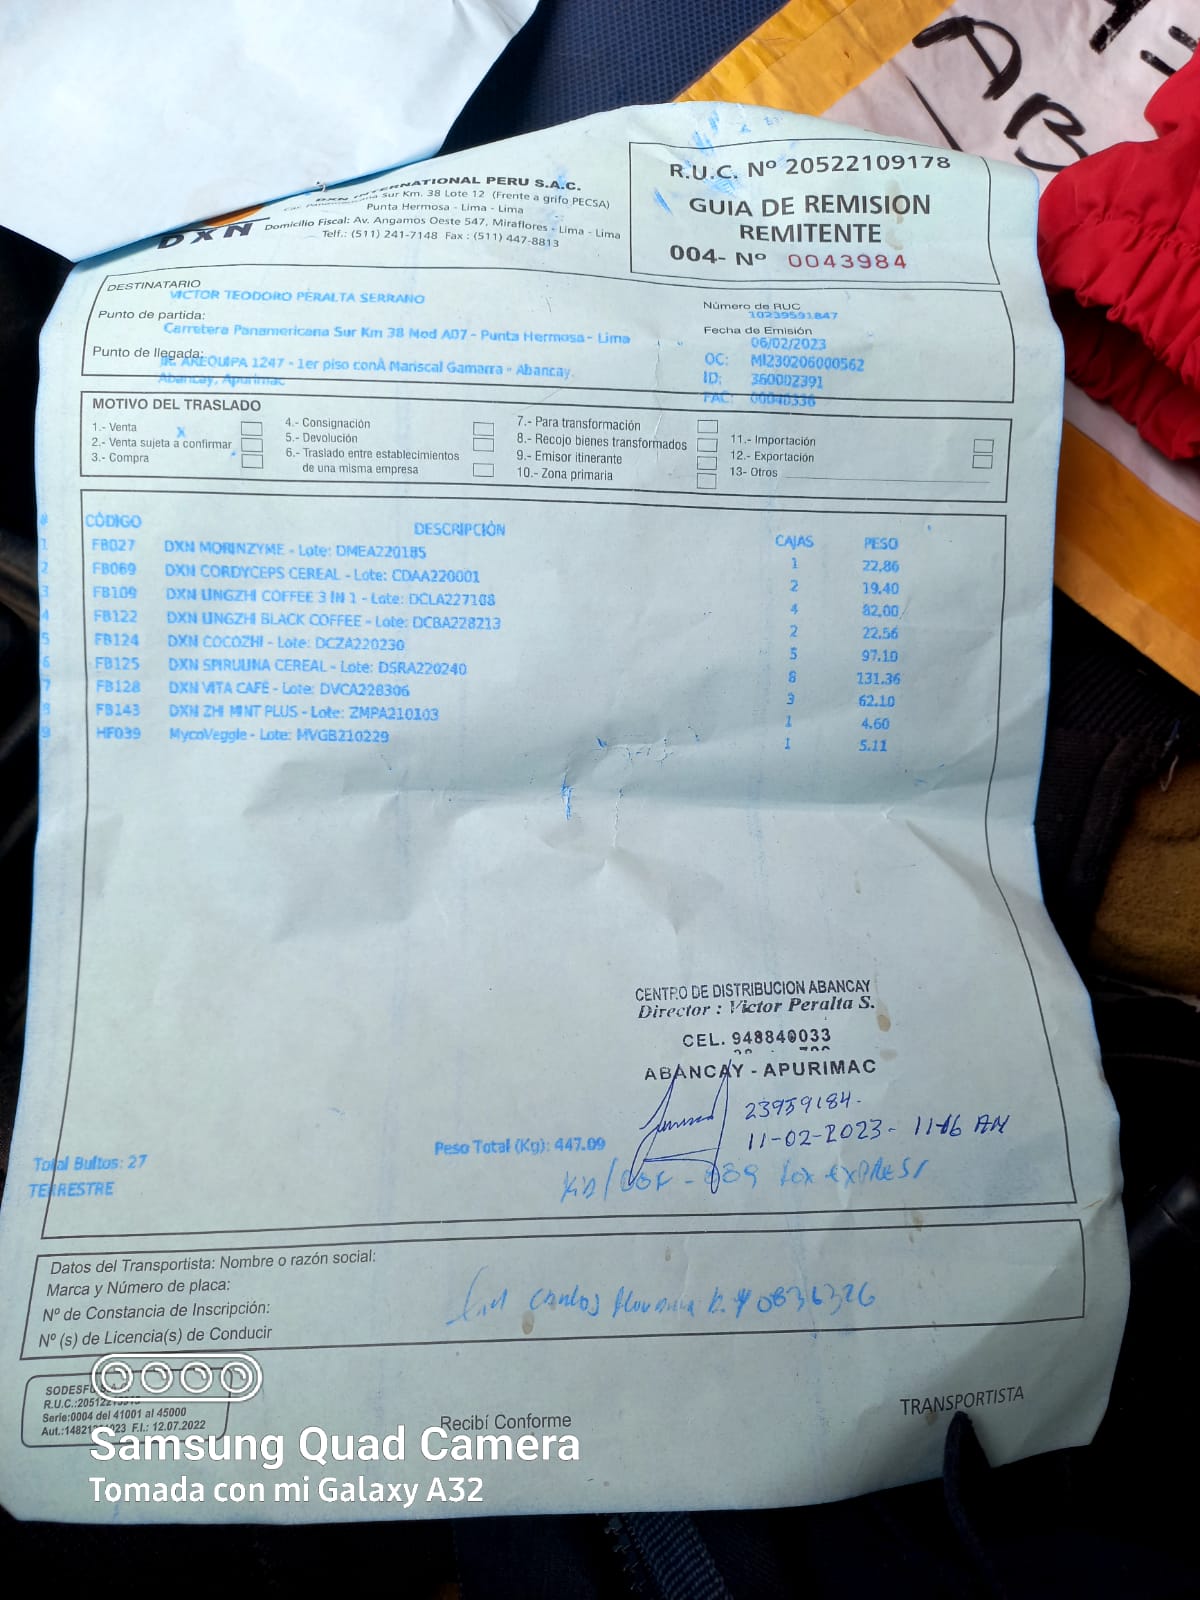 AB
DXN INTERNATIONAL PERU S.A.C.
Sur Km. 38 Lote 12 (Frente a grifo PECSA)
Punta Hermosa - Lima - Lima
DXN
Domicilio Fiscal: Av. Angamos Oeste 547, Miraflores - Lima - Lima
Telf.: (511) 241-7148 Fax : (511) 447-8813
R.U.C. Nº 20522109178
GUIA DE REMISION
REMITENTE
004- Nº 0043984
DESTINATARIO
VICTOR TEODORO PERALTA SERRANO
Punto de partida:
Carretera Panamericana Sur Km 38 Mod A07 - Punta Hermosa - Lima
Punto de llegada:
JR. AREQUIPA 1247 - 1er piso conÀ Mariscal Gamarra - Abancay.
Abancay, Apurimac
Número de RUC
10239591847
Fecha de Emisión
06/02/2023
OC: MI230206000562
ID: 360002391
FAC: 00040336
MOTIVO DEL TRASLADO
1.- Venta X
2.- Venta sujeta a confirmar
3.- Compra
4.- Consignación
5.- Devolución
6.- Traslado entre establecimientos
de una misma empresa
7.- Para transformación
8.- Recojo bienes transformados
9.- Emisor itinerante
10.- Zona primaria
11.- Importación
12.- Exportación
13- Otros
# CÓDIGO DESCRIPCIÓN CAJAS PESO
1 FB027 DXN MORINZYME - Lote: DMEA220185 1 22,86
2 FB069 DXN CORDYCEPS CEREAL - Lote: CDAA220001 2 19.40
3 FB109 DXN LINGZHI COFFEE 3 IN 1 - Lote: DCLA227108 4 82,00
4 FB122 DXN LINGZHI BLACK COFFEE - Lote: DCBA228213 2 22.56
5 FB124 DXN COCOZHI - Lote: DCZA220230 5 97.10
6 FB125 DXN SPIRULINA CEREAL - Lote: DSRA220240 8 131.36
7 FB128 DXN VITA CAFÉ - Lote: DVCA228306 3 62.10
8 FB143 DXN ZHI MINT PLUS - Lote: ZMPA210103 1 4.60
9 HF039 MycoVeggie - Lote: MVGB210229 1 5.11
CENTRO DE DISTRIBUCION ABANCAY
Director : Victor Peralta S.
CEL. 948840033
ABANCAY - APURIMAC
23959184.
11-02-2023 - 11:16 AM
Peso Total (Kg): 447.09
Total Bultos: 27
TERRESTRE
Datos del Transportista: Nombre o razón social:
Marca y Número de placa:
Nº de Constancia de Inscripción:
Nº (s) de Licencia(s) de Conducir
Carlos
SODESFU S.A.C.
Serie:0004 del 41001 al 45000
F.I.: 12.07.2022
Recibí Conforme
TRANSPORTISTA
Samsung Quad Camera
Tomada con mi Galaxy A32